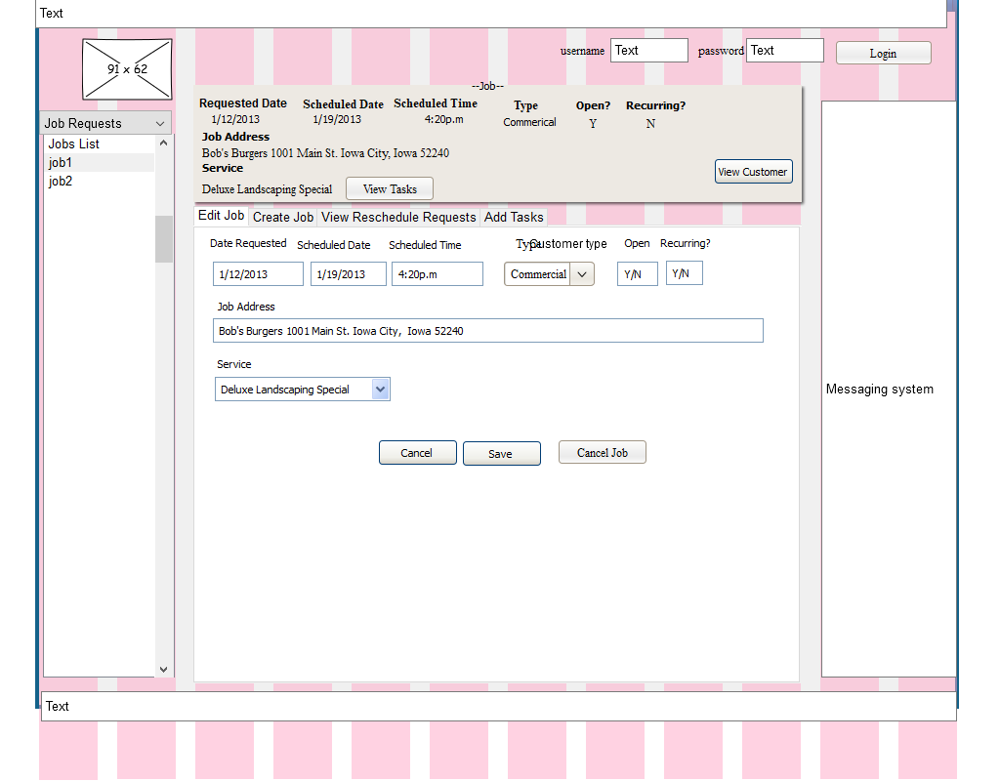 Text
91 x 62
username Text password Text Login
--Job--
Requested Date Scheduled Date Scheduled Time Type Open? Recurring?
1/12/2013 1/19/2013 4:20p.m Commerical Y N
Job Address
Bob's Burgers 1001 Main St. Iowa City, Iowa 52240
Service
Deluxe Landscaping Special View Tasks
View Customer
Job Requests
Jobs List
job1
job2
Edit Job Create Job View Reschedule Requests Add Tasks
Date Requested Scheduled Date Scheduled Time Type Customer type Open Recurring?
1/12/2013 1/19/2013 4:20p.m Commercial Y/N Y/N
Job Address
Bob's Burgers 1001 Main St. Iowa City, Iowa 52240
Service
Deluxe Landscaping Special
Cancel Save Cancel Job
Messaging system
Text